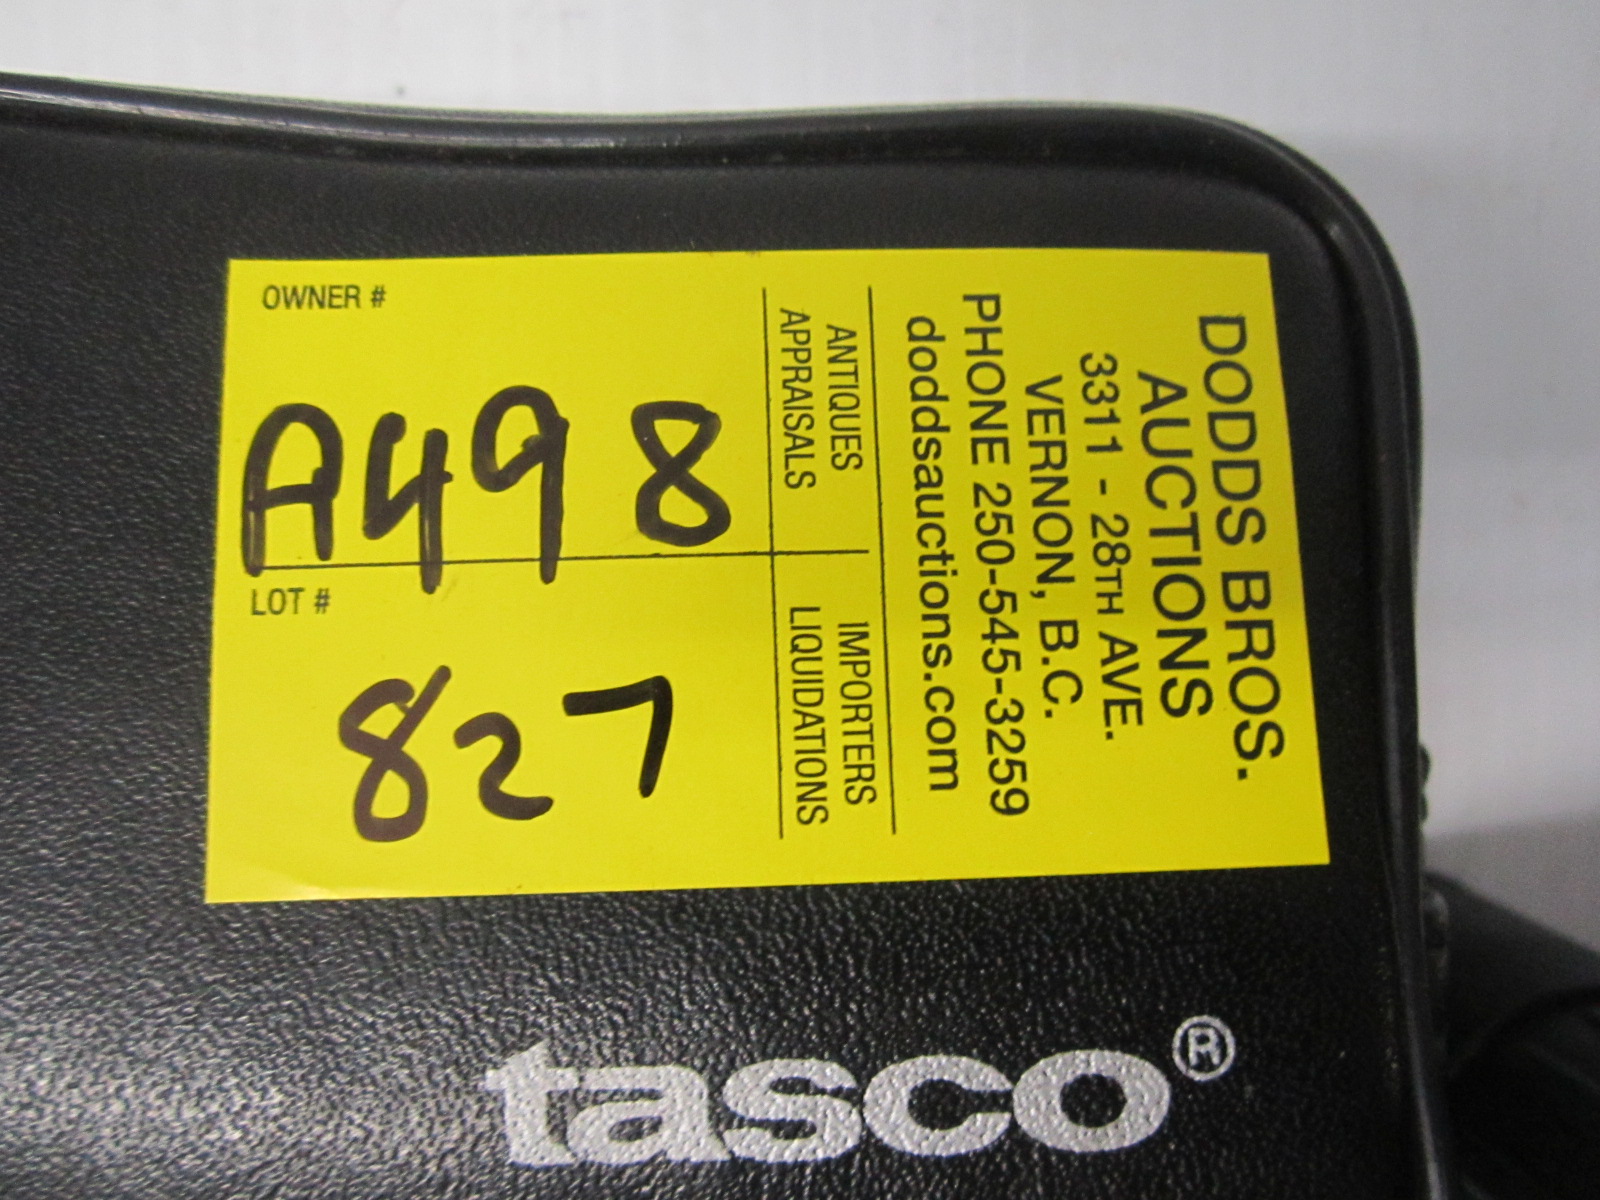 OWNER #
A498
LOT #
827
DODDS BROS.
AUCTIONS
3311 - 28TH AVE.
VERNON, B.C.
PHONE 250-545-3259
doddsauctions.com
ANTIQUES
APPRAISALS
IMPORTERS
LIQUIDATIONS
tasco®